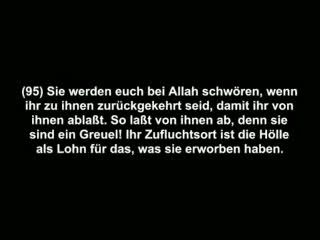 (95) Sie werden euch bei Allah schwören, wenn
ihr zu ihnen zurückgekehrt seid, damit ihr von
ihnen ablaßt. So laßt von ihnen ab, denn sie
sind ein Greuel! Ihr Zufluchtsort ist die Hölle
als Lohn für das, was sie erworben haben.